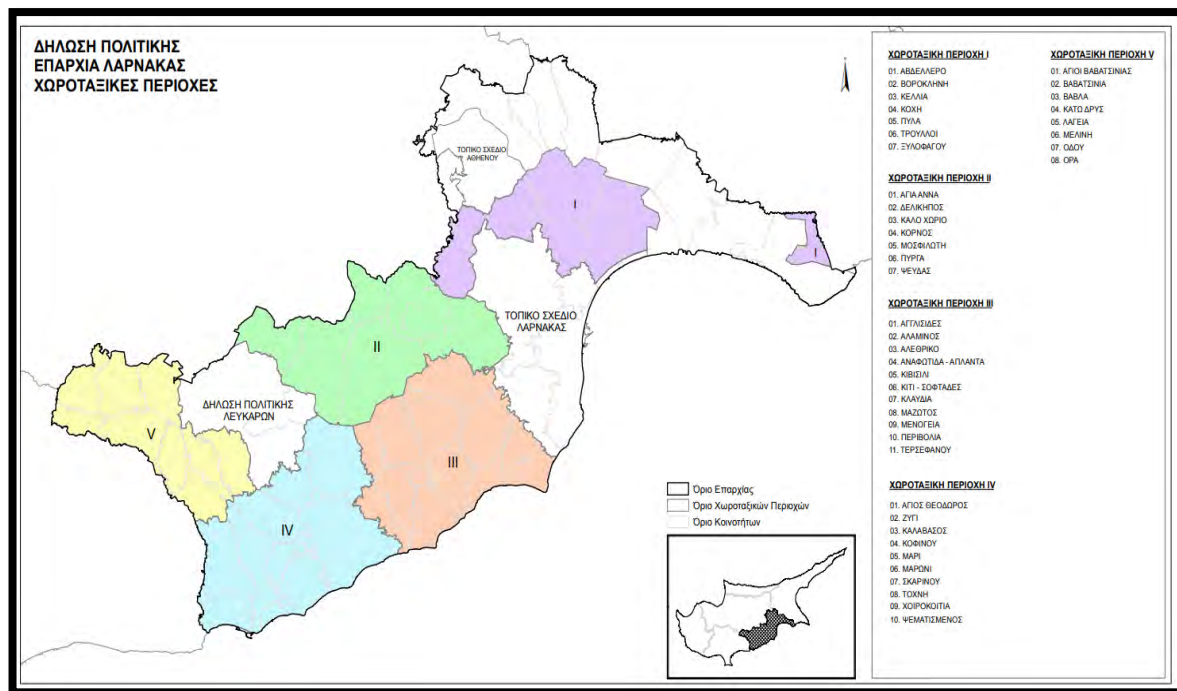 ΔΗΛΩΣΗ ΠΟΛΙΤΙΚΗΣ
ΕΠΑΡΧΙΑ ΛΑΡΝΑΚΑΣ
ΧΩΡΟΤΑΞΙΚΕΣ ΠΕΡΙΟΧΕΣ
ΤΟΠΙΚΟ ΣΧΕΔΙΟ
ΑΘΗΕΝΟΥ
I
I
ΤΟΠΙΚΟ ΣΧΕΔΙΟ
ΛΑΡΝΑΚΑΣ
II
ΔΗΛΩΣΗ ΠΟΛΙΤΙΚΗΣ
ΛΕΥΚΑΡΩΝ
V
III
IV
Όριο Επαρχίας
Όριο Χωροταξικών Περιοχών
Όριο Κοινοτήτων
ΧΩΡΟΤΑΞΙΚΗ ΠΕΡΙΟΧΗ I
01. ΑΒΔΕΛΛΕΡΟ
02. ΒΟΡΟΚΛΗΝΗ
03. ΚΕΛΛΙΑ
04. ΚΟΧΗ
05. ΠΥΛΑ
06. ΤΡΟΥΛΛΟΙ
07. ΞΥΛΟΦΑΓΟΥ
ΧΩΡΟΤΑΞΙΚΗ ΠΕΡΙΟΧΗ II
01. ΑΓΙΑ ΑΝΝΑ
02. ΔΕΛΙΚΗΠΟΣ
03. ΚΑΛΟ ΧΩΡΙΟ
04. ΚΟΡΝΟΣ
05. ΜΟΣΦΙΛΩΤΗ
06. ΠΥΡΓΑ
07. ΨΕΥΔΑΣ
ΧΩΡΟΤΑΞΙΚΗ ΠΕΡΙΟΧΗ III
01. ΑΓΓΛΙΣΙΔΕΣ
02. ΑΛΑΜΙΝΟΣ
03. ΑΛΕΘΡΙΚΟ
04. ΑΝΑΦΩΤΙΔΑ - ΑΠΛΑΝΤΑ
05. ΚΙΒΙΣΙΛΙ
06. ΚΙΤΙ - ΣΟΦΤΑΔΕΣ
07. ΚΛΑΥΔΙΑ
08. ΜΑΖΩΤΟΣ
09. ΜΕΝΟΓΕΙΑ
10. ΠΕΡΙΒΟΛΙΑ
11. ΤΕΡΣΕΦΑΝΟΥ
ΧΩΡΟΤΑΞΙΚΗ ΠΕΡΙΟΧΗ IV
01. ΑΓΙΟΣ ΘΕΟΔΩΡΟΣ
02. ΖΥΓΙ
03. ΚΑΛΑΒΑΣΟΣ
04. ΚΟΦΙΝΟΥ
05. ΜΑΡΙ
06. ΜΑΡΩΝΙ
07. ΣΚΑΡΙΝΟΥ
08. ΤΟΧΝΗ
09. ΧΟΙΡΟΚΟΙΤΙΑ
10. ΨΕΜΑΤΙΣΜΕΝΟΣ
ΧΩΡΟΤΑΞΙΚΗ ΠΕΡΙΟΧΗ V
01. ΑΓΙΟΙ ΒΑΒΑΤΣΙΝΙΑΣ
02. ΒΑΒΑΤΣΙΝΙΑ
03. ΒΑΒΛΑ
04. ΚΑΤΩ ΔΡΥΣ
05. ΛΑΓΕΙΑ
06. ΜΕΛΙΝΗ
07. ΟΔΟΥ
08. ΟΡΑ